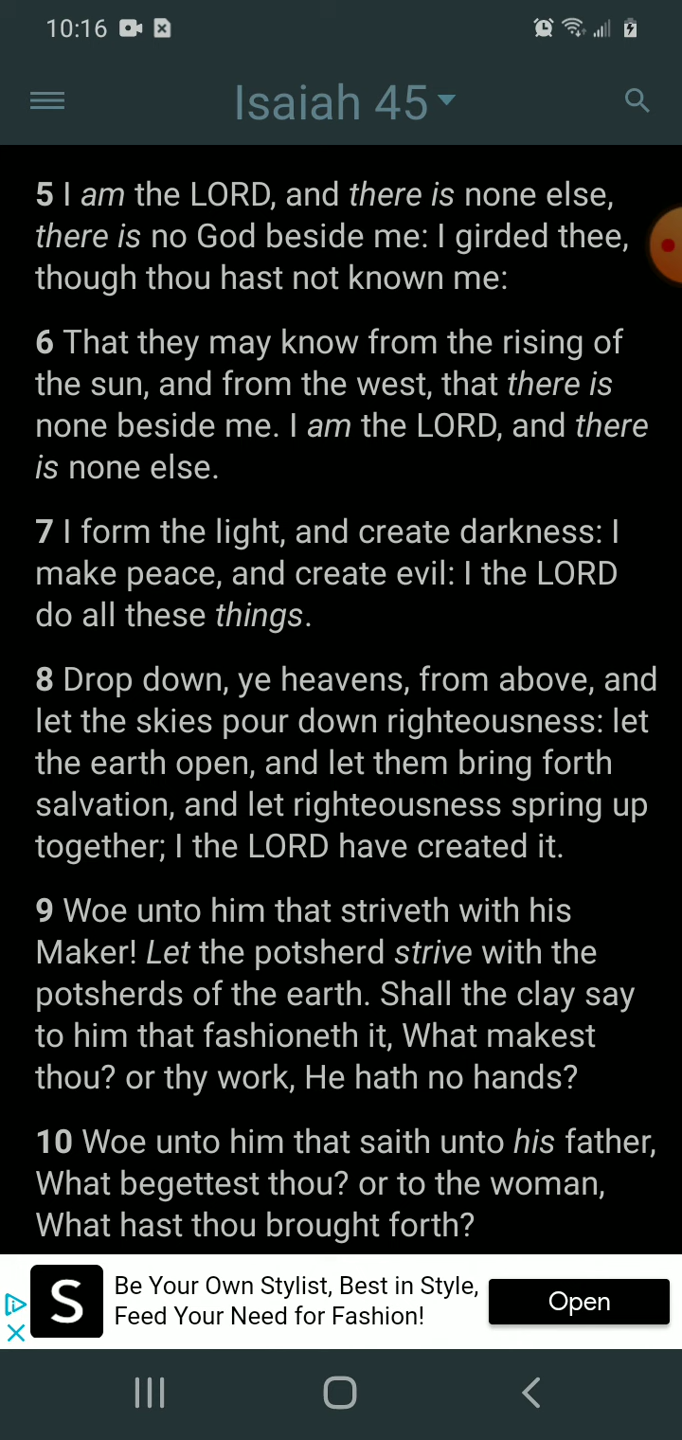 10:16
Isaiah 45
5 I am the LORD, and there is none else,
there is no God beside me: I girded thee,
though thou hast not known me:
6 That they may know from the rising of
the sun, and from the west, that there is
none beside me. I am the LORD, and there
is none else.
7 I form the light, and create darkness: I
make peace, and create evil: I the LORD
do all these things.
8 Drop down, ye heavens, from above, and
let the skies pour down righteousness: let
the earth open, and let them bring forth
salvation, and let righteousness spring up
together; I the LORD have created it.
9 Woe unto him that striveth with his
Maker! Let the potsherd strive with the
potsherds of the earth. Shall the clay say
to him that fashioneth it, What makest
thou? or thy work, He hath no hands?
10 Woe unto him that saith unto his father,
What begettest thou? or to the woman,
What hast thou brought forth?
S
Be Your Own Stylist, Best in Style,
Feed Your Need for Fashion!
Open